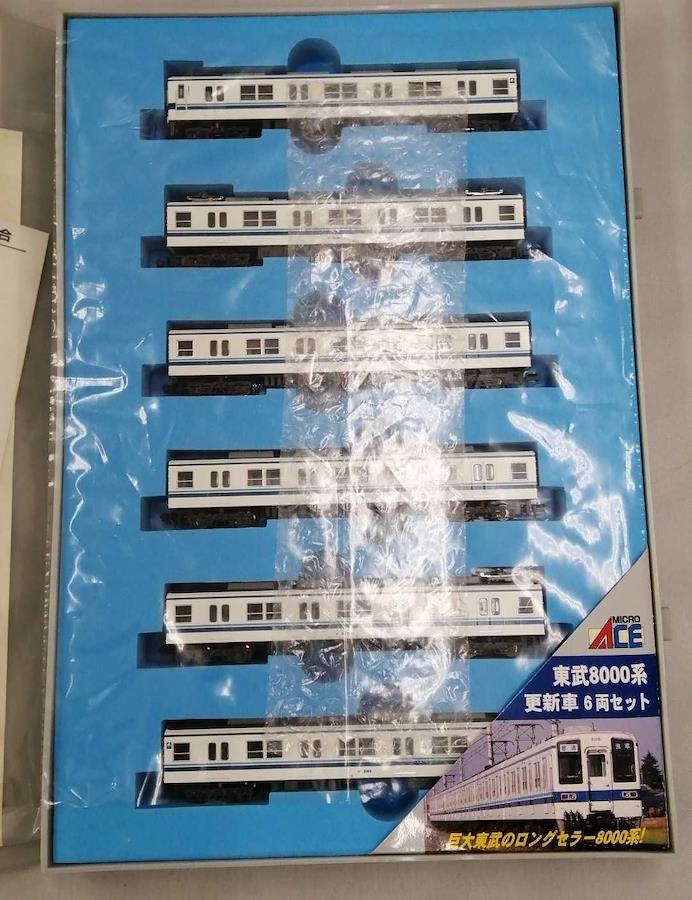 合
MICRO
ACE
東武8000系
更新車 6両セット
巨大東武のロングセラー8000系!